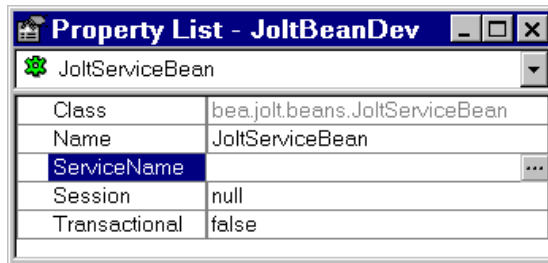 Property List - JoltBeanDev
JoltServiceBean
Class bea.jolt.beans.JoltServiceBean
Name JoltServiceBean
ServiceName ...
Session null
Transactional false